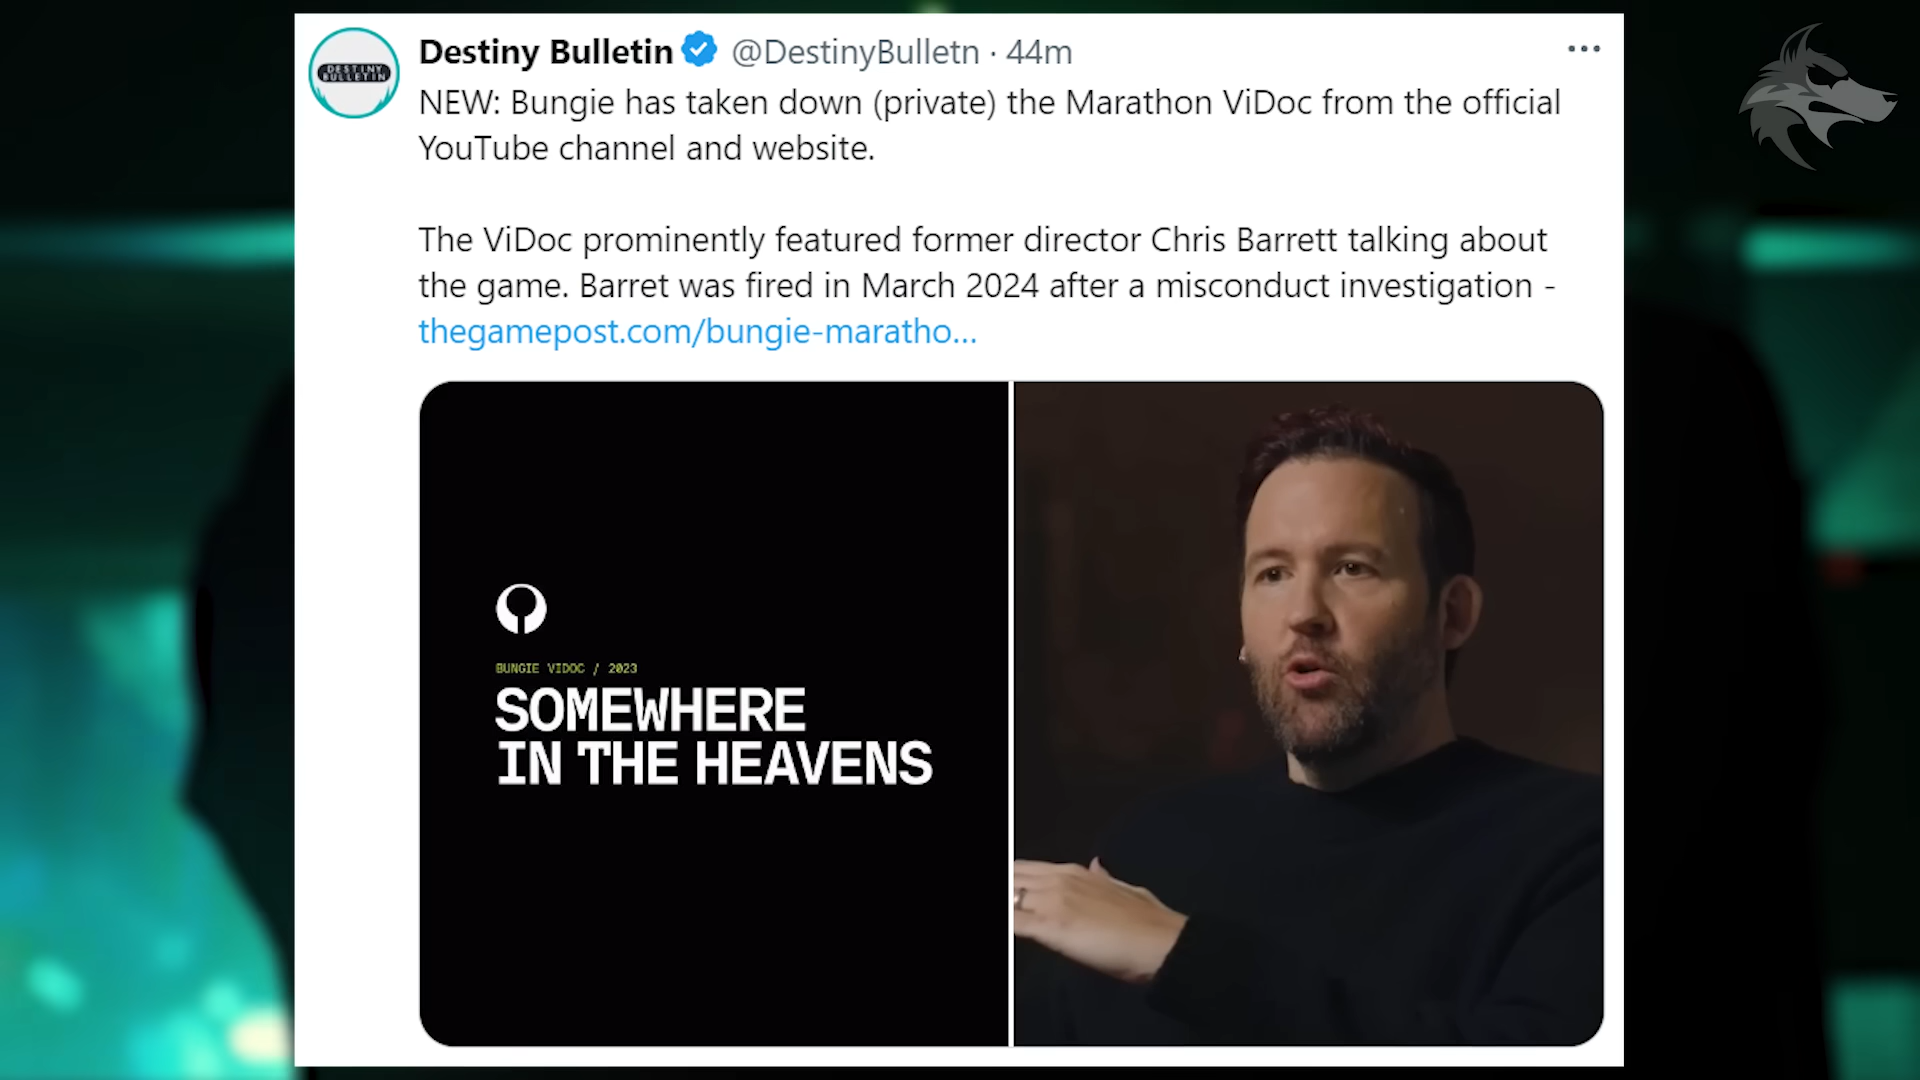 Destiny Bulletin @DestinyBulletn · 44m
DESTINY
BULLETIN
NEW: Bungie has taken down (private) the Marathon ViDoc from the official
YouTube channel and website.
The ViDoc prominently featured former director Chris Barrett talking about
the game. Barret was fired in March 2024 after a misconduct investigation -
thegamepost.com/bungie-maratho...
BUNGIE VIDOC / 2023
SOMEWHERE
IN THE HEAVENS